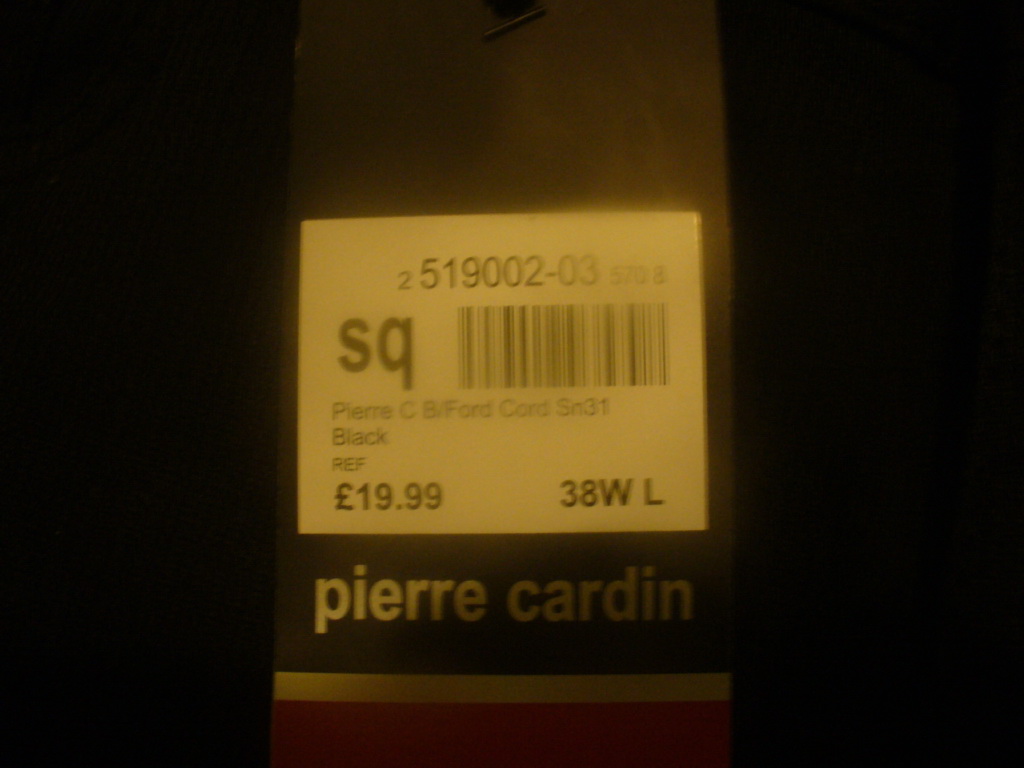 2 519002-03 570 8
sq
Pierre C B/Ford Cord Sn31
Black
REF
£19.99 38W L
pierre cardin